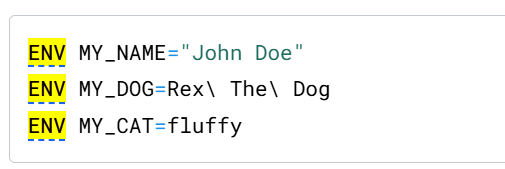 ENV MY_NAME="John Doe"
ENV MY_DOG=Rex\ The\ Dog
ENV MY_CAT=fluffy